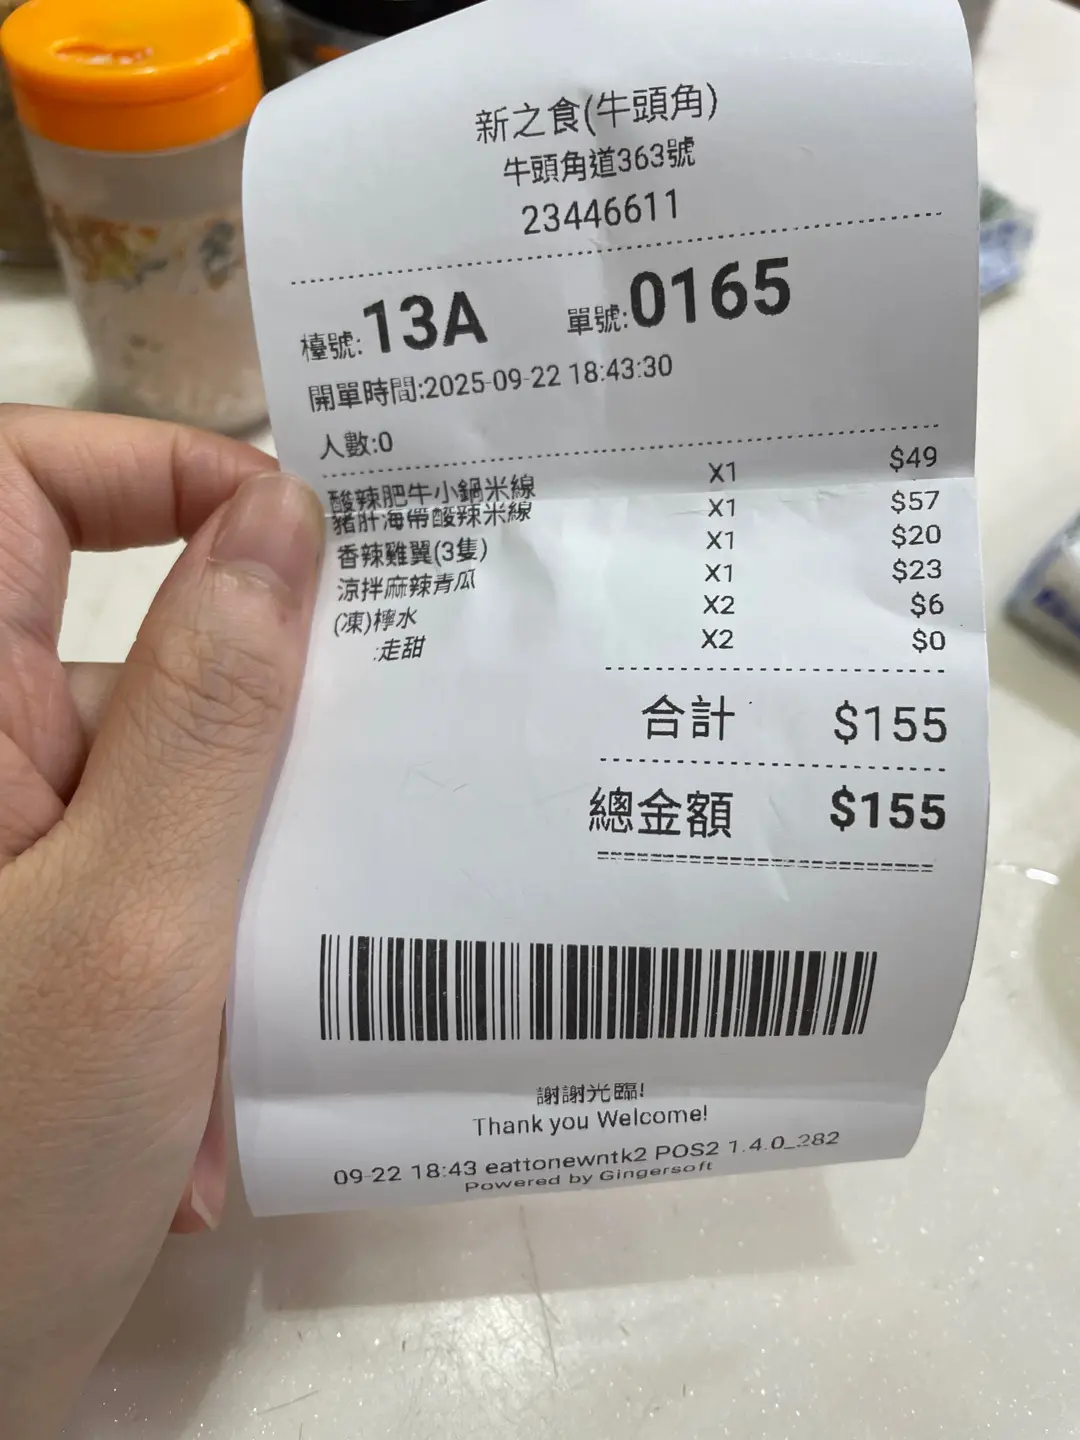 新之食(牛頭角)
牛頭角道363號
23446611
檯號:13A 單號:0165
開單時間:2025-09-22 18:43:30
人數:0
酸辣肥牛小鍋米線 X1 $49
豬肝海帶酸辣米線 X1 $57
香辣雞翼(3隻) X1 $20
涼拌麻辣青瓜 X1 $23
(凍)檸水 X2 $6
:走甜 X2 $0
合計 $155
總金額 $155
謝謝光臨!
Thank you Welcome!
09-22 18:43 eattonewntk2 POS2 1.4.0_282
Powered by Gingersoft